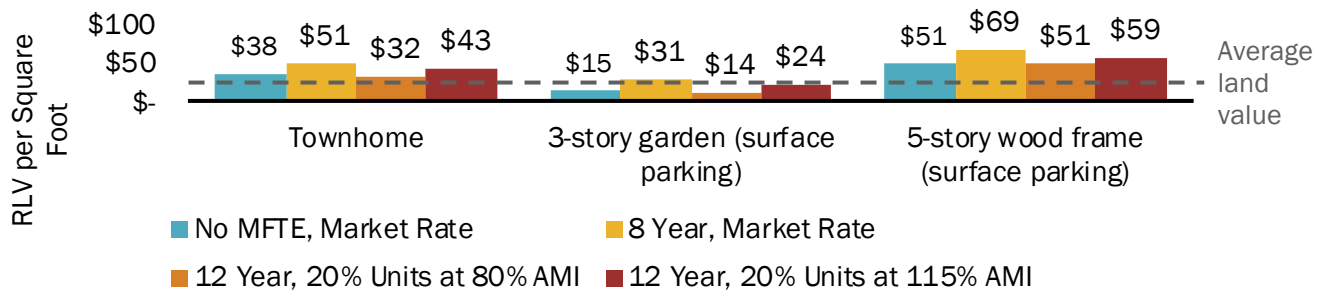 RLV per Square
Foot
$100
$50
$-
$38
$51
$32
$43
$15
$31
$14
$24
$51
$69
$51
$59
Average
land
value
Townhome
3-story garden (surface
parking)
5-story wood frame
(surface parking)
No MFTE, Market Rate
8 Year, Market Rate
12 Year, 20% Units at 80% AMI
12 Year, 20% Units at 115% AMI